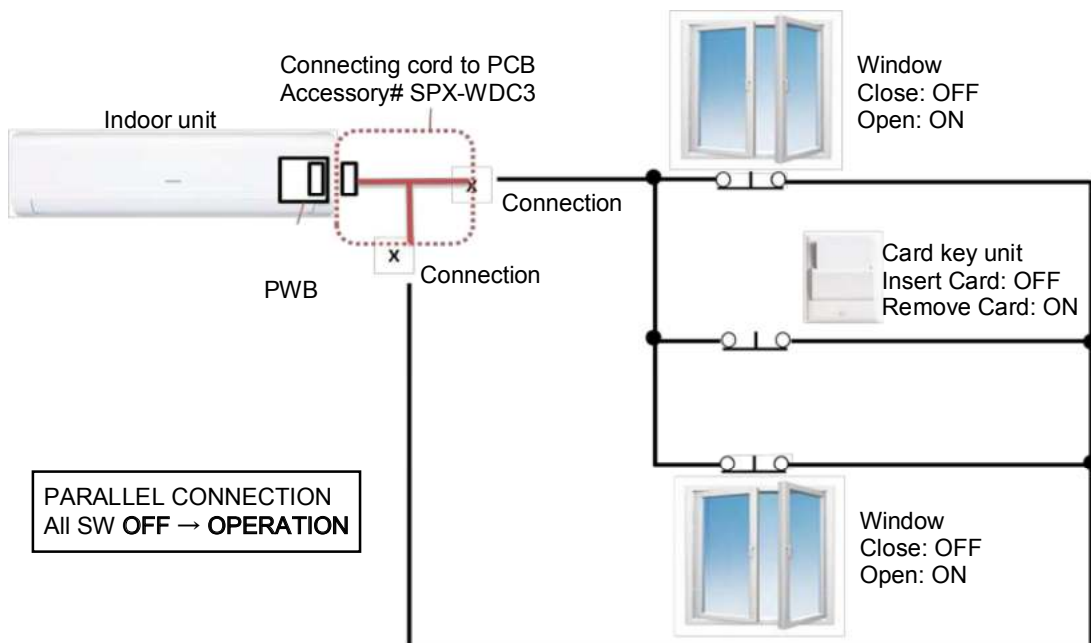 Connecting cord to PCB
Accessory# SPX-WDC3
Indoor unit
X
Connection
X
Connection
PWB
Window
Close: OFF
Open: ON
Card key unit
Insert Card: OFF
Remove Card: ON
PARALLEL CONNECTION
All SW OFF → OPERATION
Window
Close: OFF
Open: ON